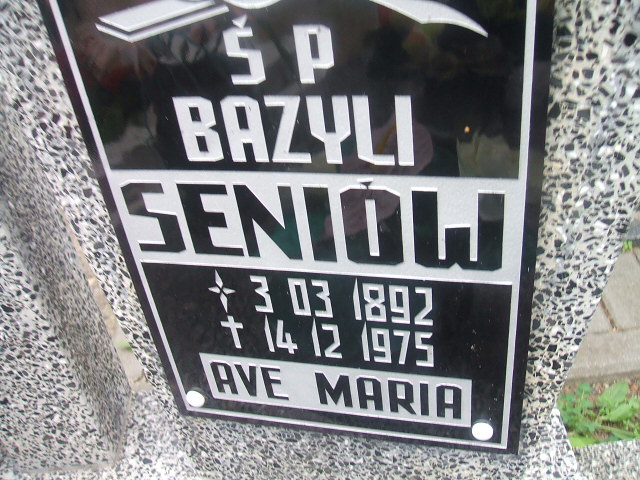 Ś P
BAZYLI
SENIÓW
3 03 1892
14 12 1975
AVE MARIA